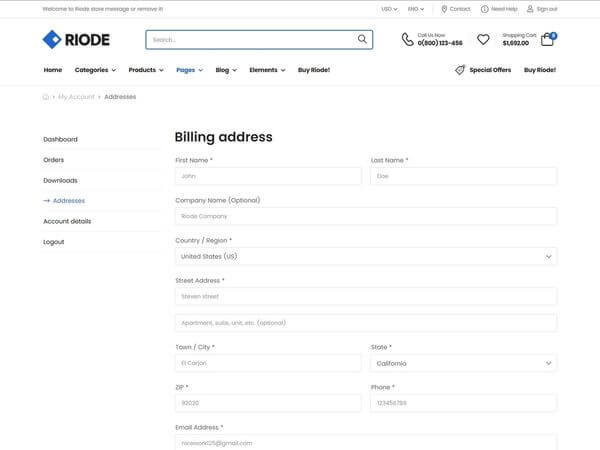 Welcome to Riode store message or remove it!
USD ENG Contact Need Help Sign out
RIODE
Search...
Call Us Now:
0(800) 123-456
Shopping Cart:
$1,692.00
Home Categories Products Pages Blog Elements Buy Riode! Special Offers Buy Riode!
My Account > Addresses
Dashboard
Orders
Downloads
Addresses
Account details
Logout
Billing address
First Name * Last Name *
John Doe
Company Name (Optional)
Riode Company
Country / Region *
United States (US)
Street Address *
Steven street
Apartment, suite, unit, etc. (optional)
Town / City * State *
El Carjon California
ZIP * Phone *
92020 123456789
Email Address *
nicework125@gmail.com